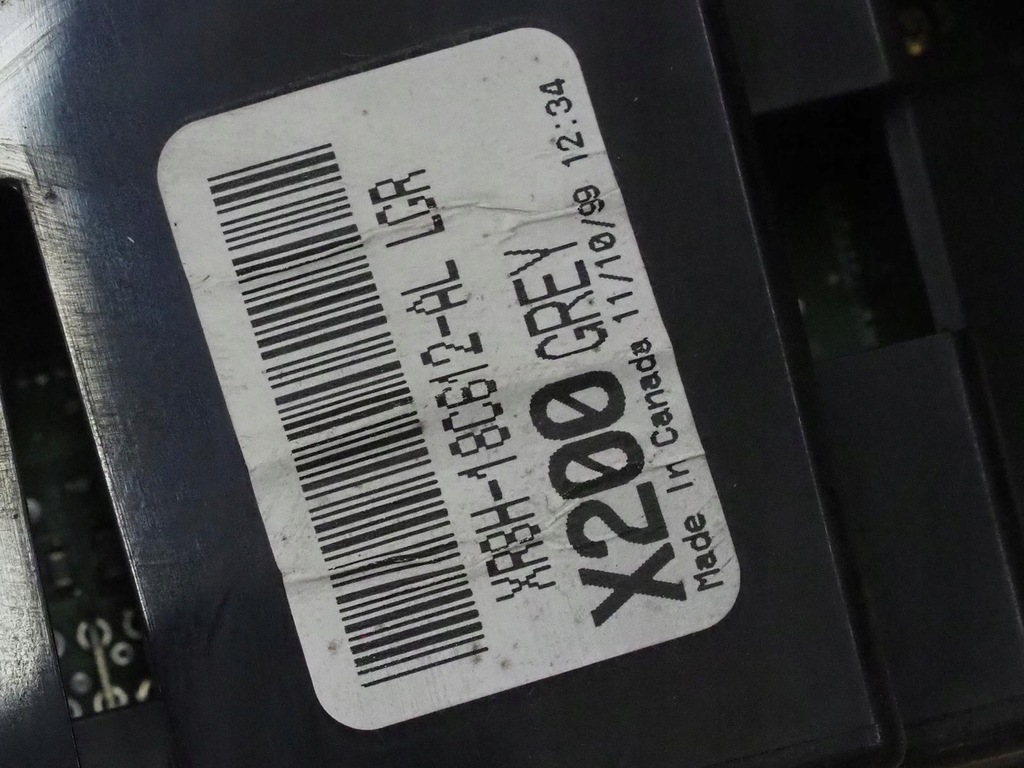 XR8H-18C612-AL LCR
X200 GREY
Made In Canada 11/10/99 12:34